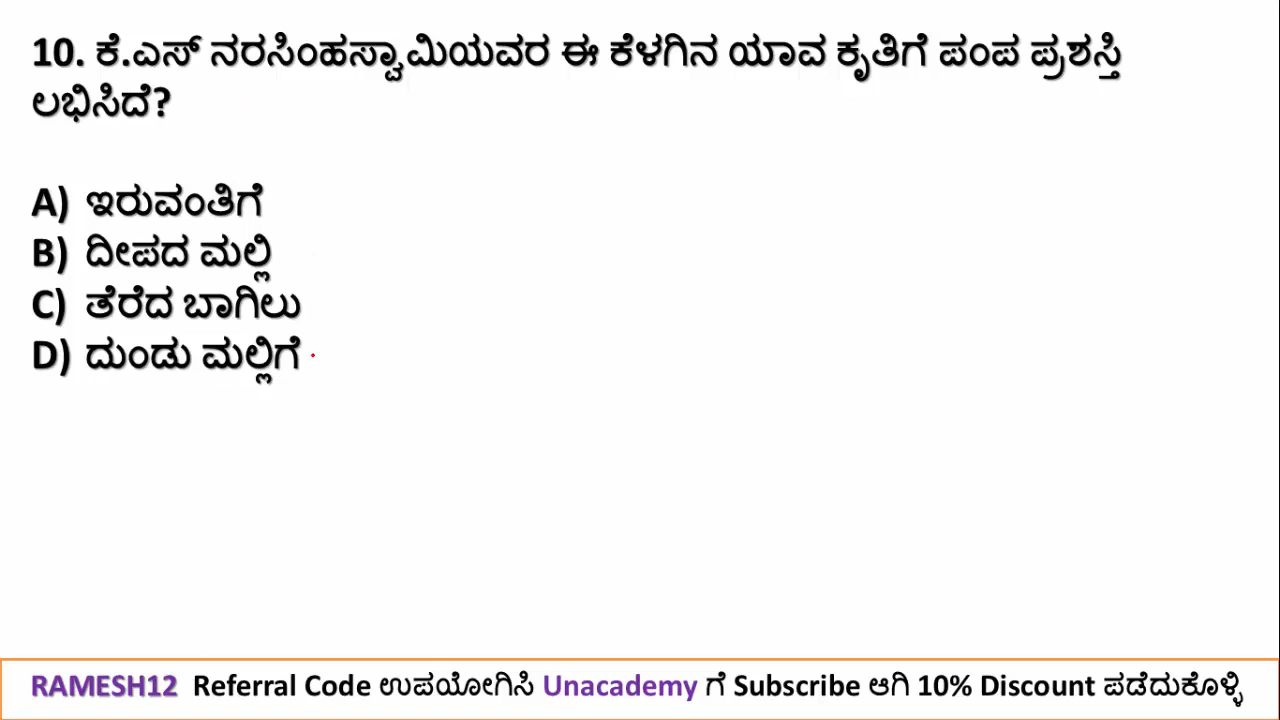 10. ಕೆ.ಎಸ್ ನರಸಿಂಹಸ್ವಾಮಿಯವರ ಈ ಕೆಳಗಿನ ಯಾವ ಕೃತಿಗೆ ಪಂಪ ಪ್ರಶಸ್ತಿ
ಲಭಿಸಿದೆ?
A) ಇರುವಂತಿಗೆ
B) ದೀಪದ ಮಲ್ಲಿ
C) ತೆರೆದ ಬಾಗಿಲು
D) ದುಂಡು ಮಲ್ಲಿಗೆ
RAMESH12 Referral Code ಉಪಯೋಗಿಸಿ Unacademy ಗೆ Subscribe ಆಗಿ 10% Discount ಪಡೆದುಕೊಳ್ಳಿ